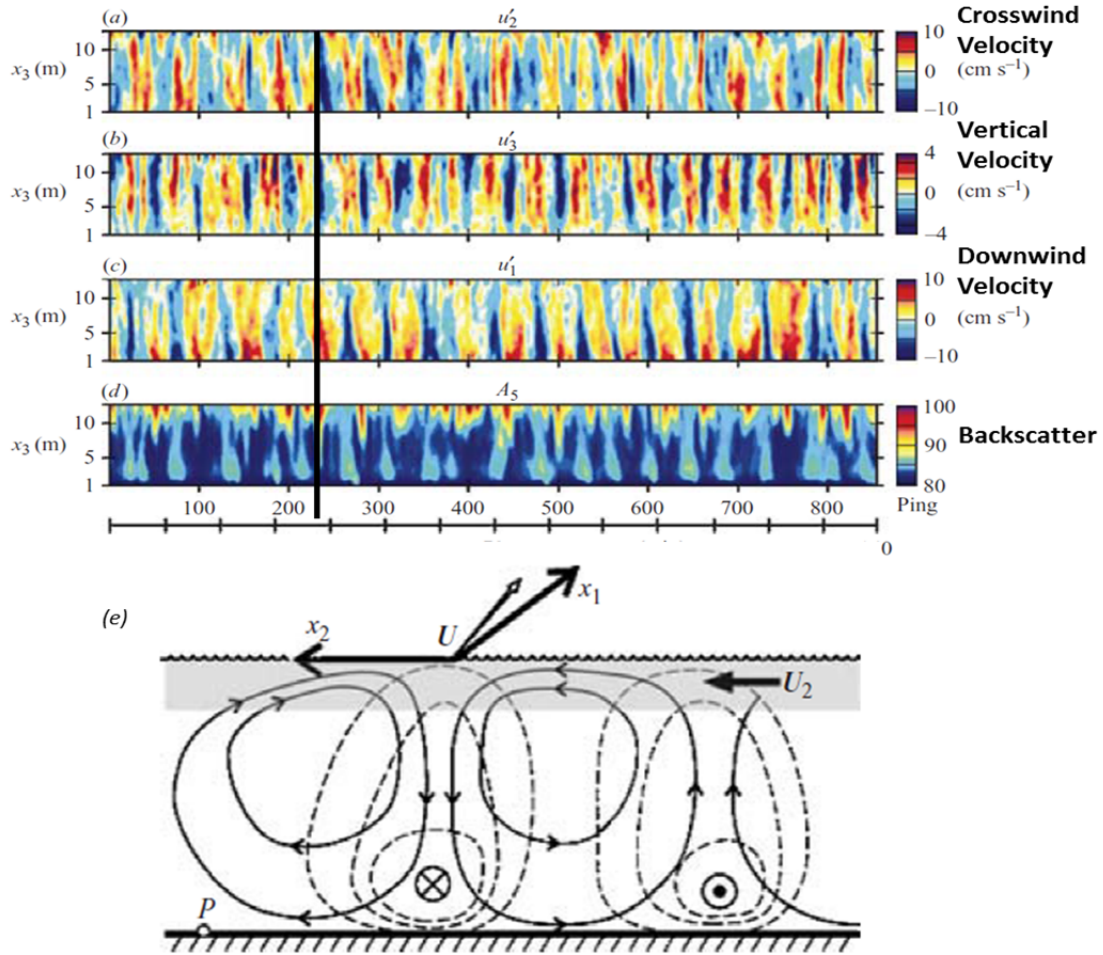 (a) u′₂ Crosswind
Velocity
(cm s⁻¹)
x₃ (m) 10 5 1
10 0 –10
(b) u′₃ Vertical
Velocity
(cm s⁻¹)
x₃ (m) 10 5 1
4 0 –4
(c) u′₁ Downwind
Velocity
(cm s⁻¹)
x₃ (m) 10 5 1
10 0 –10
(d) A₅
x₃ (m) 10 5 1
100 90 80
Backscatter
100 200 300 400 500 600 700 800 Ping
0
(e)
x₁
x₂ U
U₂
P